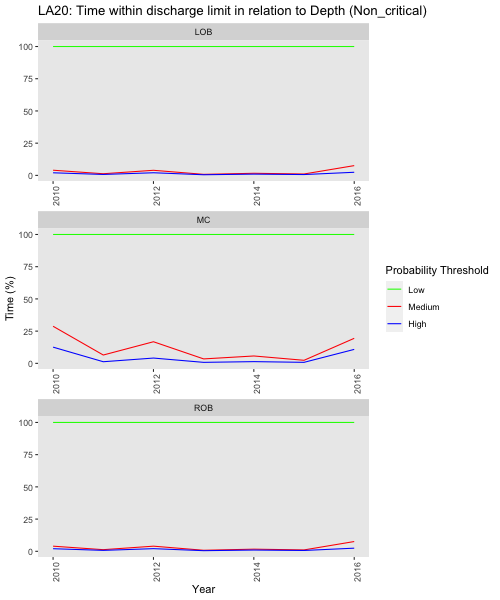 LA20: Time within discharge limit in relation to Depth (Non_critical)
LOB
100
75
50
25
0
2010
2012
2014
2016
MC
100
75
50
25
0
2010
2012
2014
2016
ROB
100
75
50
25
0
2010
2012
2014
2016
Time (%)
Year
Probability Threshold
Low
Medium
High